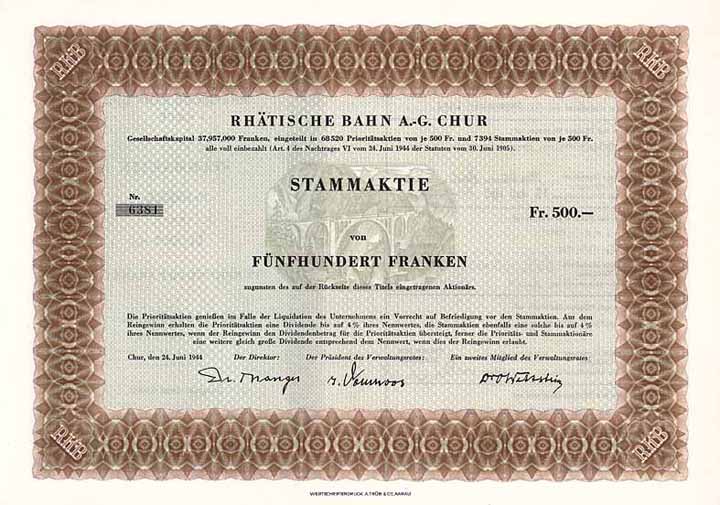 RHB RHB
RHÄTISCHE BAHN A.-G. CHUR
Gesellschaftskapital 37,957,000 Franken, eingeteilt in 68520 Prioritätsaktien von je 500 Fr. und 7394 Stammaktien von je 500 Fr.
alle voll einbezahlt (Art. 4 des Nachtrages VI vom 24. Juni 1944 der Statuten vom 30. Juni 1905).
STAMMAKTIE
Nr.
6381
Fr. 500.—
von
FÜNFHUNDERT FRANKEN
zugunsten des auf der Rückseite dieses Titels eingetragenen Aktionärs.
Die Prioritätsaktien genießen im Falle der Liquidation des Unternehmens ein Vorrecht auf Befriedigung vor den Stammaktien. Aus dem
Reingewinn erhalten die Prioritätsaktien eine Dividende bis auf 4% ihres Nennwertes, die Stammaktien ebenfalls eine solche bis auf 4%
ihres Nennwertes, wenn der Reingewinn den Dividendenbetrag für die Prioritätsaktien übersteigt, ferner die Prioritäts- und Stammaktionäre
eine weitere gleich große Dividende entsprechend dem Nennwert, wenn dies der Reingewinn erlaubt.
Chur, den 24. Juni 1944 Der Direktor: Der Präsident des Verwaltungsrates: Ein zweites Mitglied des Verwaltungsrates:
RHB RHB
WERTSCHRIFTENDRUCK A. TRÜB & CIE. AARAU